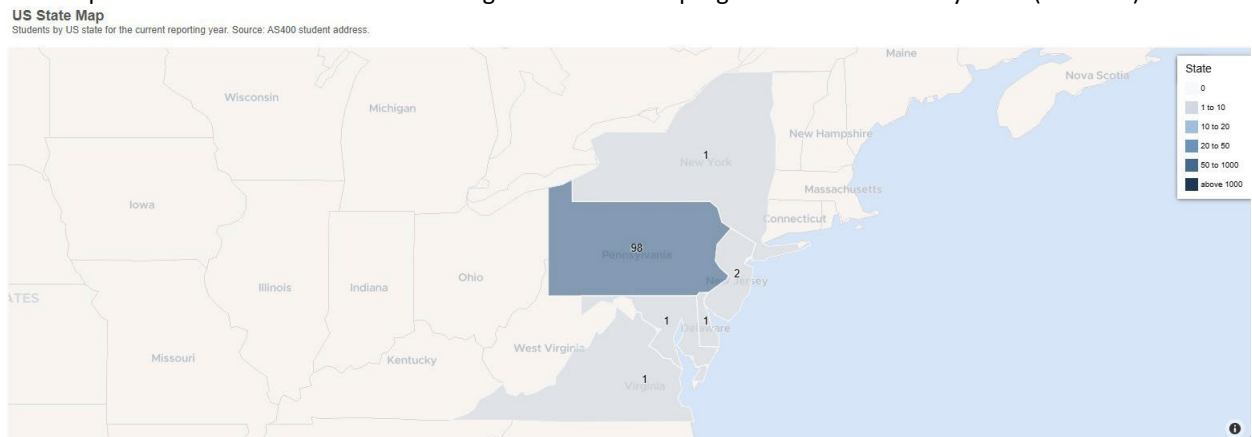 US State Map
Students by US state for the current reporting year. Source: AS400 student address.
Maine
Nova Scotia
Wisconsin
Michigan
New Hampshire
1
New York
Massachusetts
Iowa
Connecticut
98
Pennsylvania
Ohio
2
New Jersey
Illinois
Indiana
ATES
1
1
Delaware
West Virginia
Missouri
Kentucky
1
Virginia
State
0
1 to 10
10 to 20
20 to 50
50 to 1000
above 1000